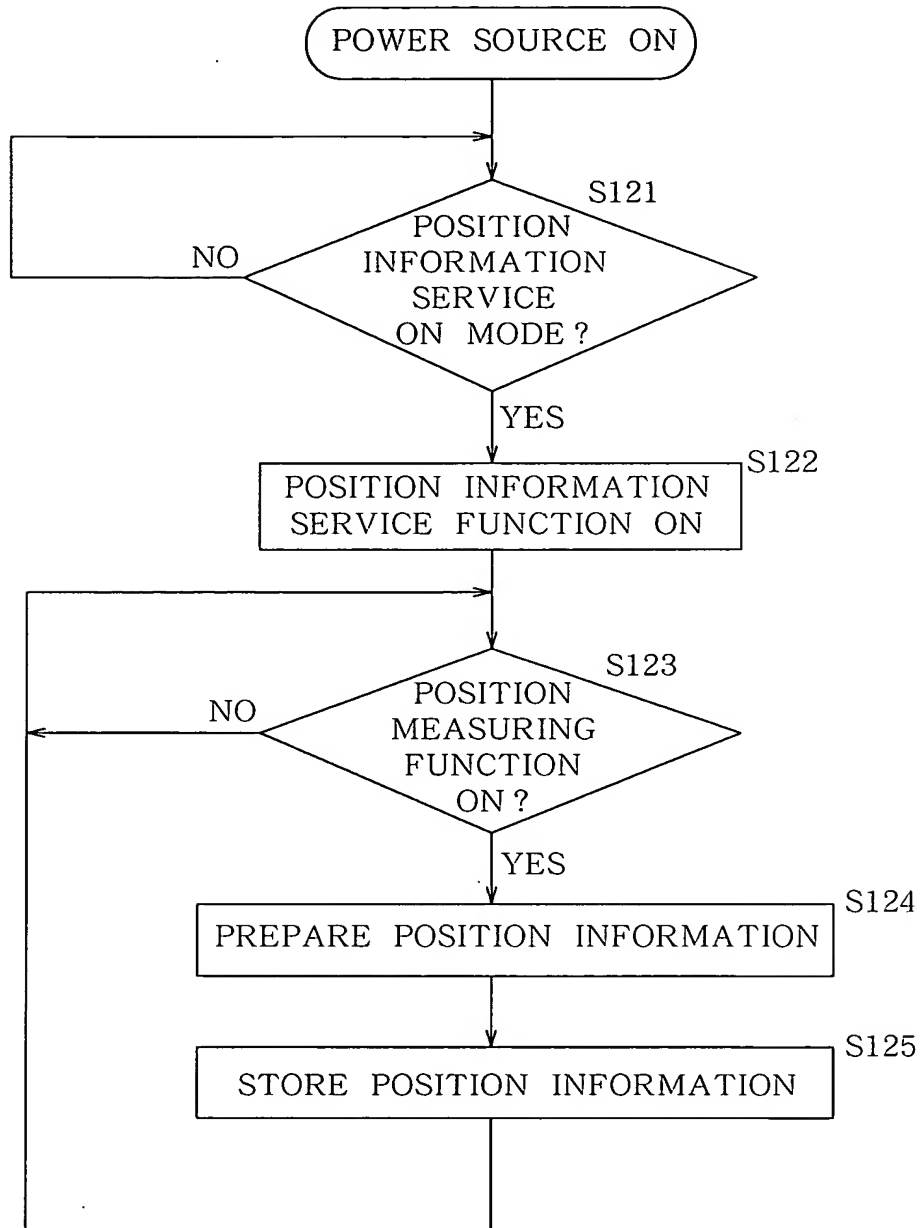 POWER SOURCE ON
S121
POSITION
INFORMATION
SERVICE
ON MODE?
NO
YES
S122
POSITION INFORMATION
SERVICE FUNCTION ON
S123
POSITION
MEASURING
FUNCTION
ON?
NO
YES
S124
PREPARE POSITION INFORMATION
S125
STORE POSITION INFORMATION